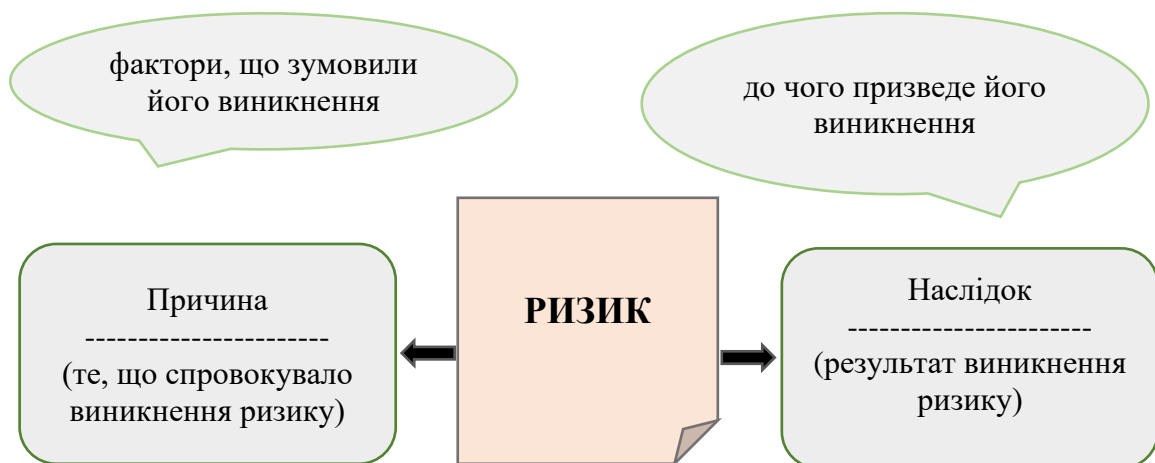 фактори, що зумовили
його виникнення
до чого призведе його
виникнення
Причина
-----------------------
(те, що спровокувало
виникнення ризику)
РИЗИК
Наслідок
-----------------------
(результат виникнення
ризику)